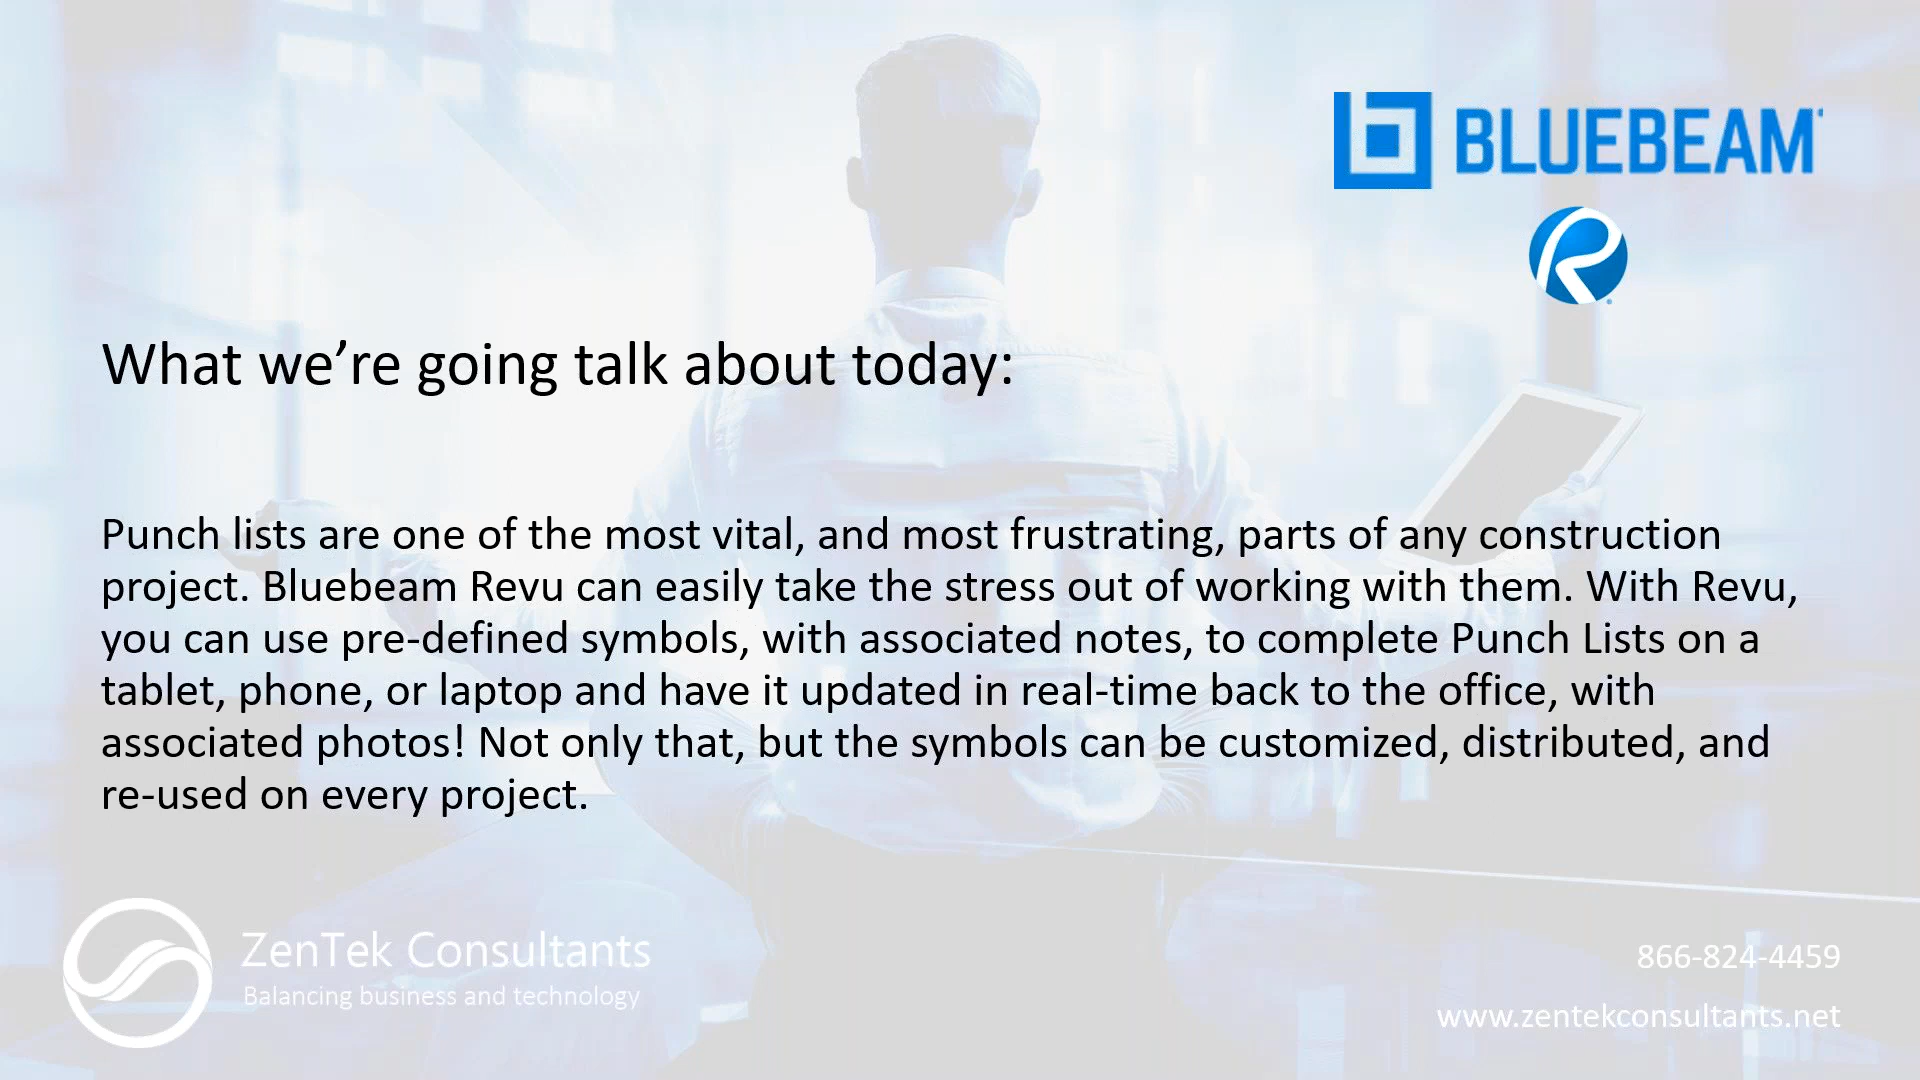 BLUEBEAM
R
What we’re going talk about today:
Punch lists are one of the most vital, and most frustrating, parts of any construction
project. Bluebeam Revu can easily take the stress out of working with them. With Revu,
you can use pre-defined symbols, with associated notes, to complete Punch Lists on a
tablet, phone, or laptop and have it updated in real-time back to the office, with
associated photos! Not only that, but the symbols can be customized, distributed, and
re-used on every project.
ZenTek Consultants
Balancing business and technology
866-824-4459
www.zentekconsultants.net